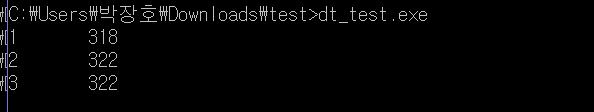 ₩[C:₩Users₩박장호₩Downloads₩test>dt_test.exe
₩[1 318
₩[2 322
₩[3 322